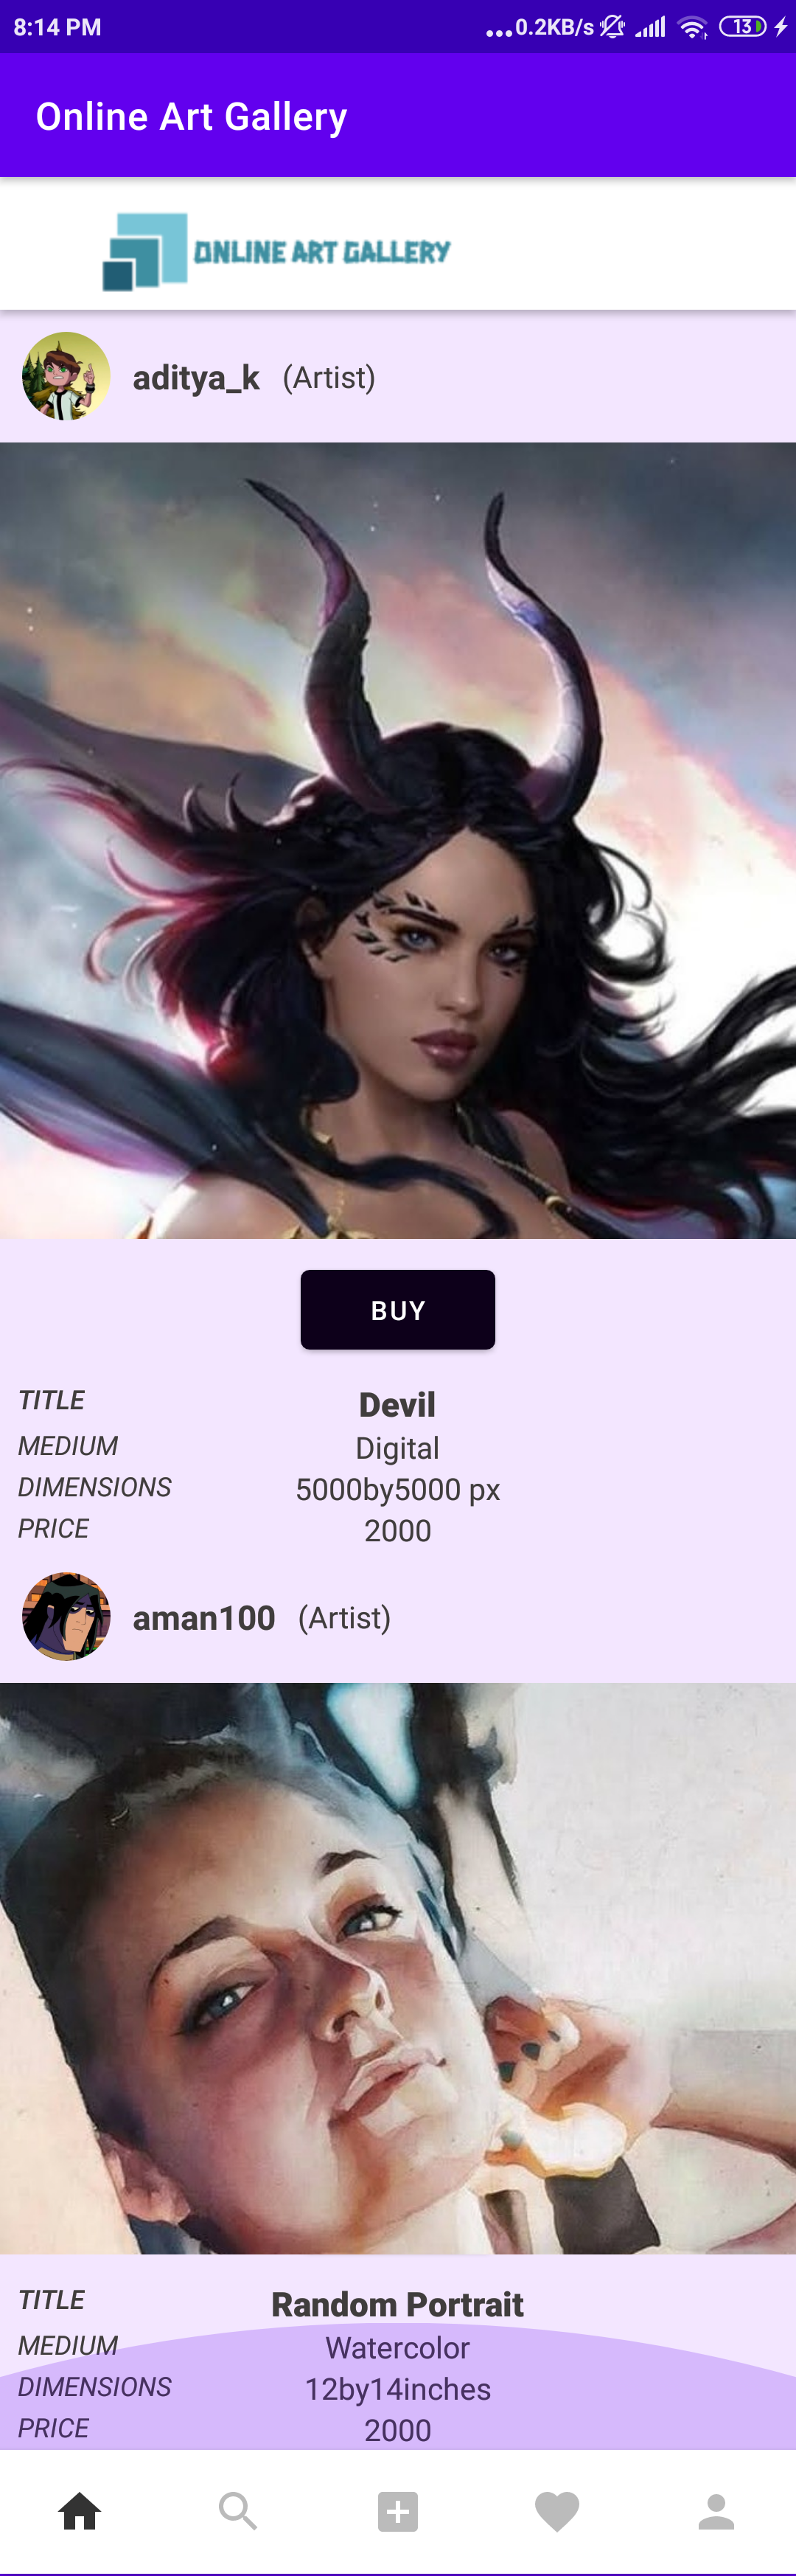 8:14 PM
...0.2KB/s 13
Online Art Gallery
ONLINE ART GALLERY
aditya_k (Artist)
BUY
TITLE Devil
MEDIUM Digital
DIMENSIONS 5000by5000 px
PRICE 2000
aman100 (Artist)
TITLE Random Portrait
MEDIUM Watercolor
DIMENSIONS 12by14inches
PRICE 2000